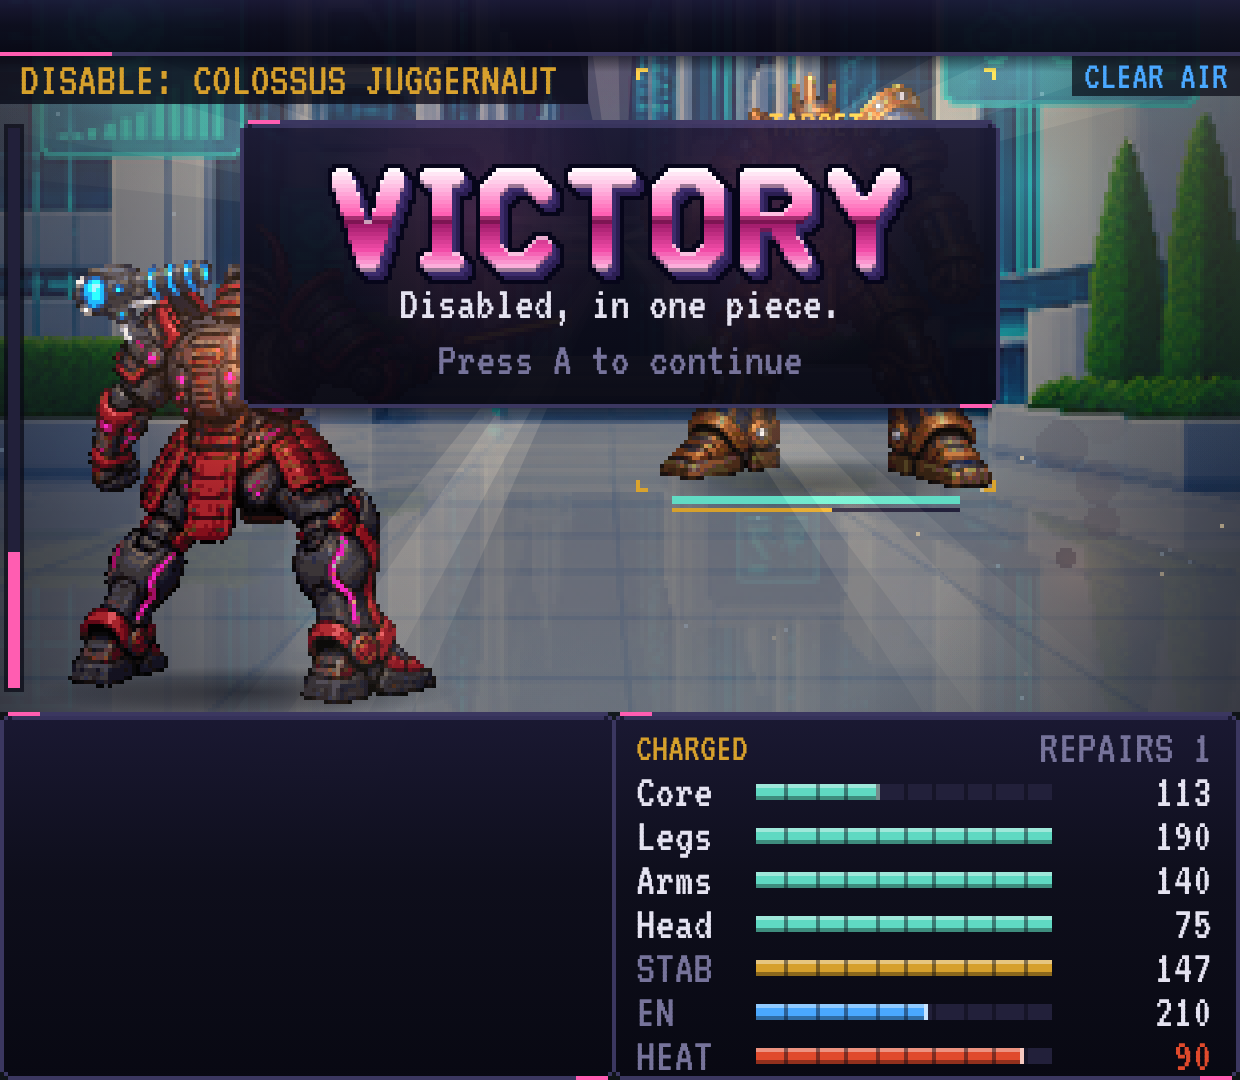 DISABLE: COLOSSUS JUGGERNAUT
CLEAR AIR
TARGET
VICTORY
Disabled, in one piece.
Press A to continue
CHARGED
REPAIRS 1
Core 113
Legs 190
Arms 140
Head 75
STAB 147
EN 210
HEAT 90